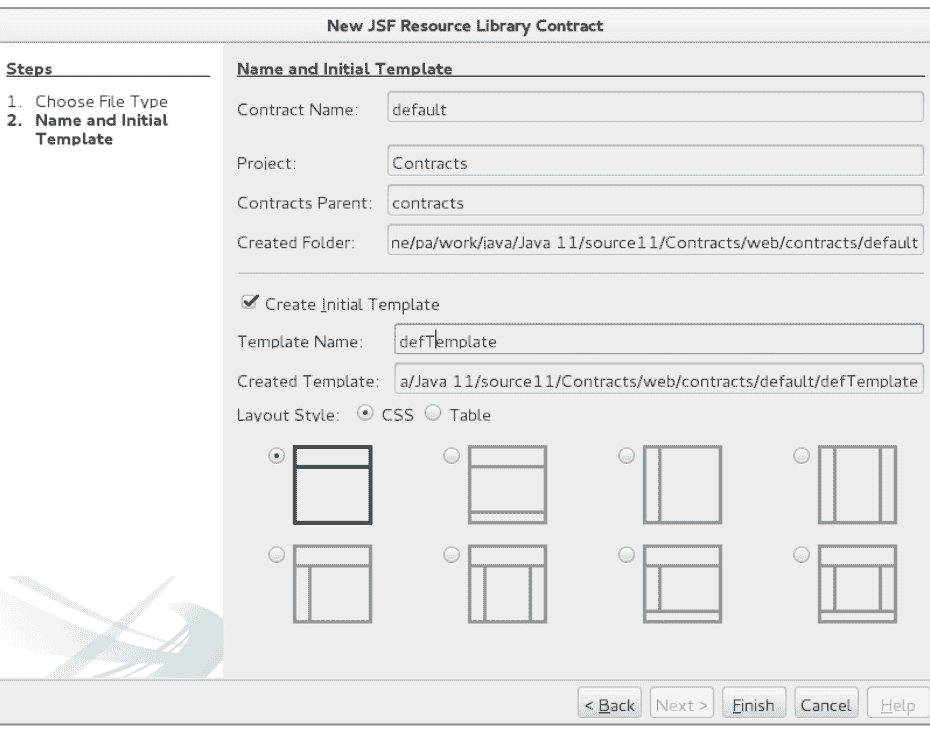 New JSF Resource Library Contract
Steps
1. Choose File Type
2. Name and Initial
Template
Name and Initial Template
Contract Name: default
Project: Contracts
Contracts Parent: contracts
Created Folder: ne/pa/work/java/Java 11/source11/Contracts/web/contracts/default
Create Initial Template
Template Name: defTemplate
Created Template: a/Java 11/source11/Contracts/web/contracts/default/defTemplate
Layout Style: CSS Table
< Back Next > Finish Cancel Help